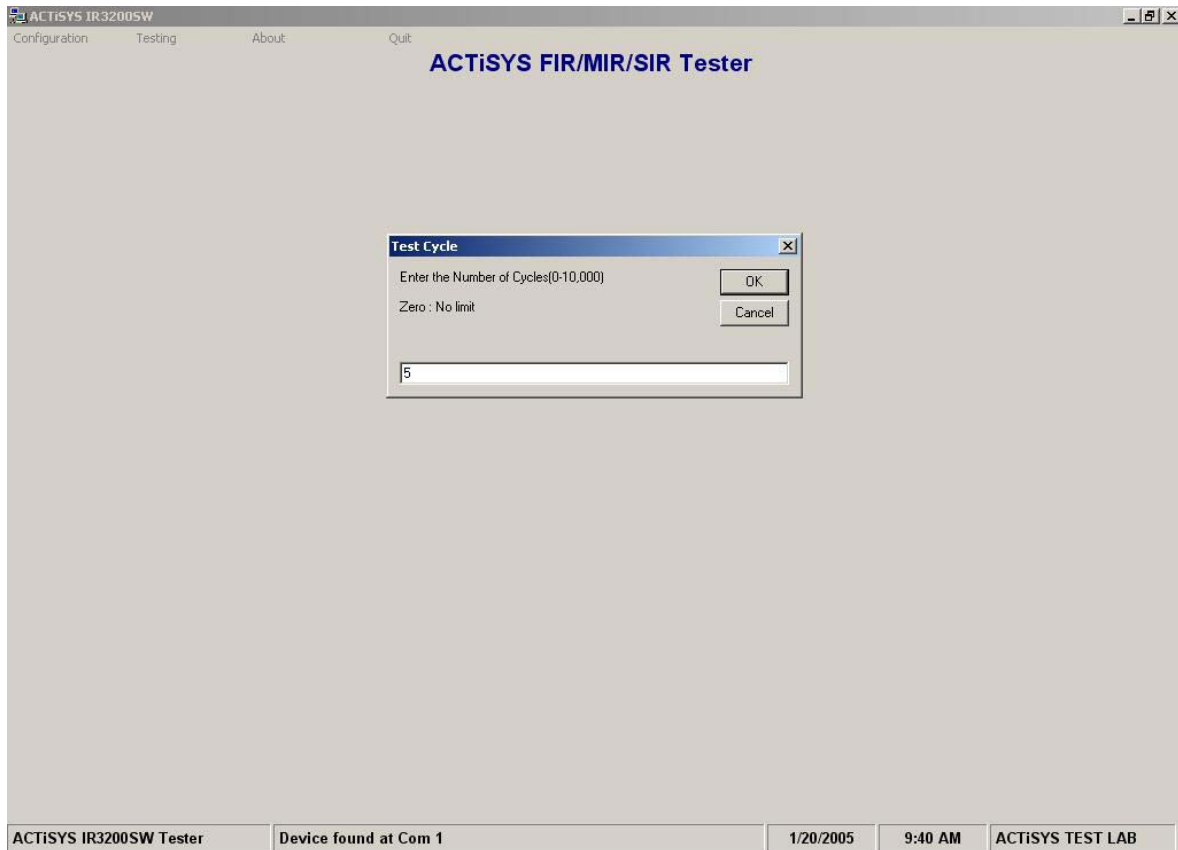 ACTiSYS IR3200SW
Configuration Testing About Quit
ACTiSYS FIR/MIR/SIR Tester
Test Cycle
Enter the Number of Cycles(0-10,000)
OK
Zero : No limit
Cancel
5
ACTiSYS IR3200SW Tester Device found at Com 1 1/20/2005 9:40 AM ACTiSYS TEST LAB